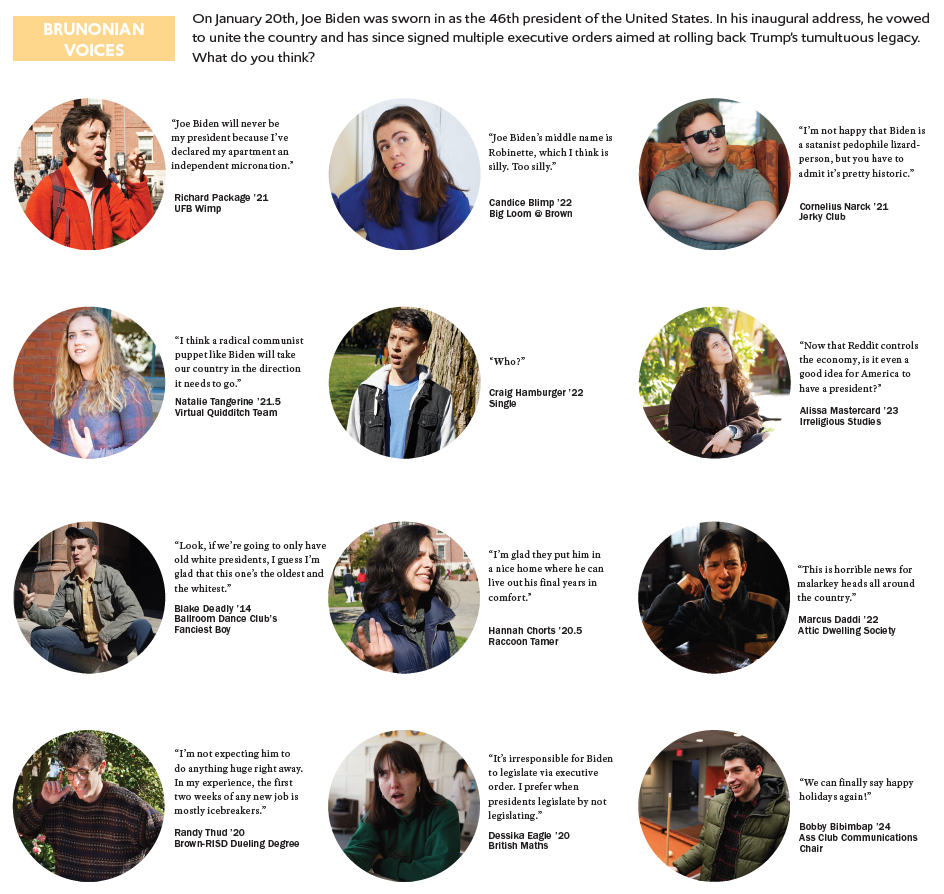 BRUNONIAN
VOICES
On January 20th, Joe Biden was sworn in as the 46th president of the United States. In his inaugural address, he vowed
to unite the country and has since signed multiple executive orders aimed at rolling back Trump's tumultuous legacy.
What do you think?
“Joe Biden will never be
my president because I’ve
declared my apartment an
independent micronation.”
Richard Package ’21
UFB Wimp
“Joe Biden’s middle name is
Robinette, which I think is
silly. Too silly.”
Candice Blimp ’22
Big Loom @ Brown
“I’m not happy that Biden is
a satanist pedophile lizard-
person, but you have to
admit it’s pretty historic.”
Cornelius Narck ’21
Jerky Club
“I think a radical communist
puppet like Biden will take
our country in the direction
it needs to go.”
Natalie Tangerine ’21.5
Virtual Quidditch Team
“Who?”
Craig Hamburger ’22
Single
“Now that Reddit controls
the economy, is it even a
good idea for America to
have a president?”
Alissa Mastercard ’23
Irreligious Studies
“Look, if we’re going to only have
old white presidents, I guess I’m
glad that this one’s the oldest and
the whitest.”
Blake Deadly ’14
Ballroom Dance Club’s
Fanciest Boy
“I’m glad they put him in
a nice home where he can
live out his final years in
comfort.”
Hannah Chorts ’20.5
Raccoon Tamer
“This is horrible news for
malarkey heads all around
the country.”
Marcus Daddi ’22
Attic Dwelling Society
“I’m not expecting him to
do anything huge right away.
In my experience, the first
two weeks of any new job is
mostly icebreakers.”
Randy Thud ’20
Brown-RISD Dueling Degree
“It’s irresponsible for Biden
to legislate via executive
order. I prefer when
presidents legislate by not
legislating.”
Dessika Eagle ’20
British Maths
“We can finally say happy
holidays again!”
Bobby Bibimbap ’24
Ass Club Communications
Chair